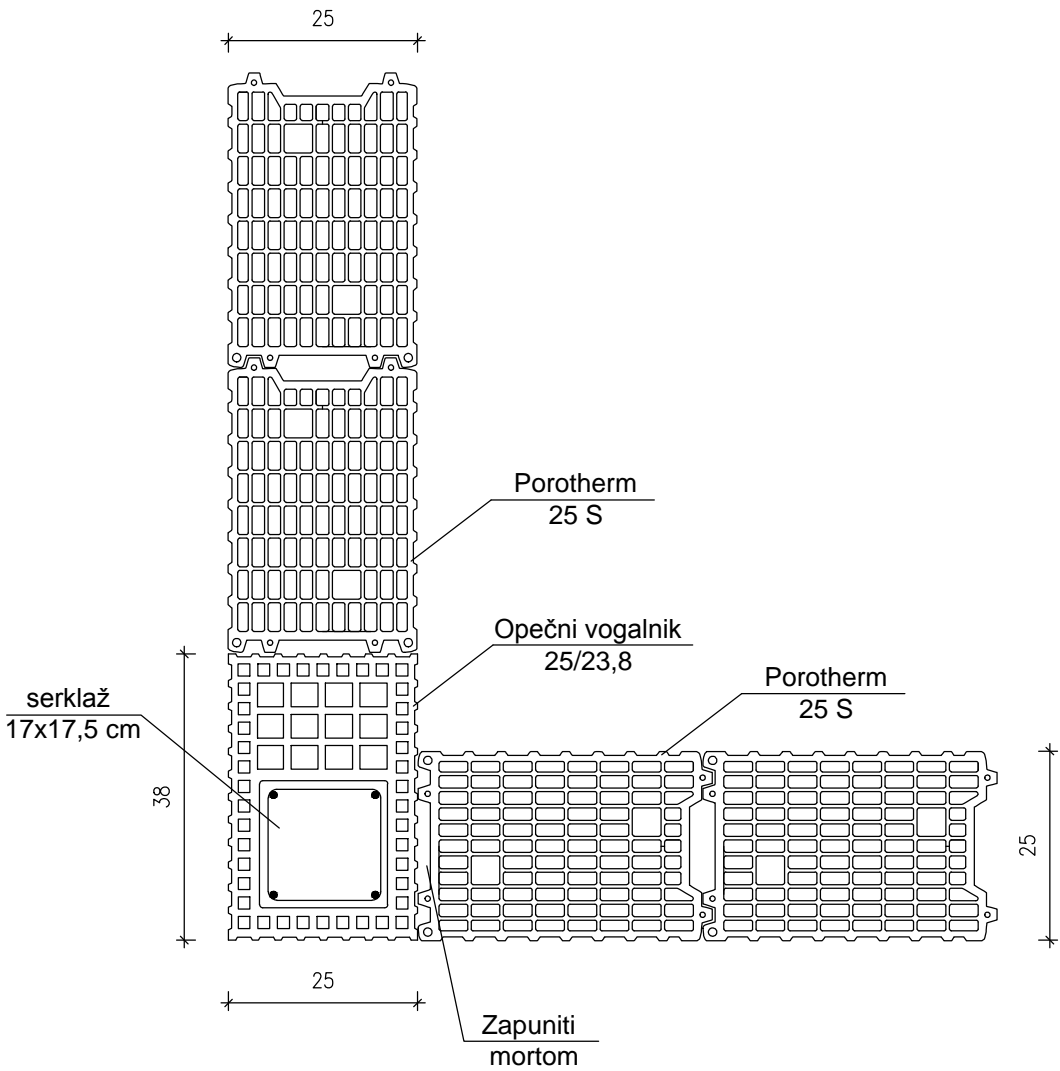 25
Porotherm
25 S
Opečni vogalnik
25/23,8
Porotherm
25 S
serklaž
17x17,5 cm
38
25
25
Zapuniti
mortom